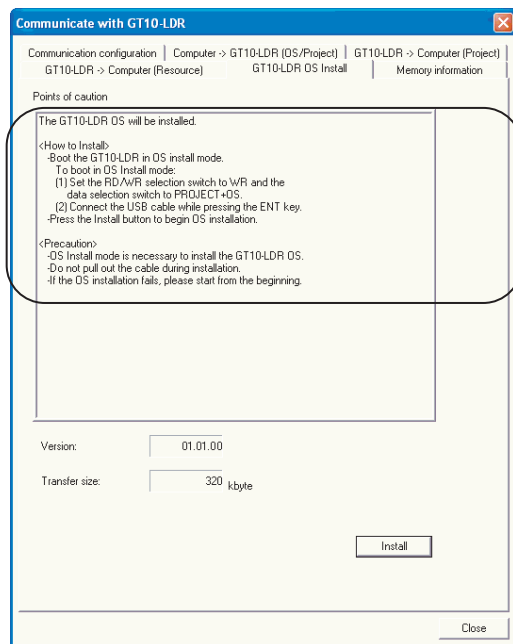 Communicate with GT10-LDR
Communication configuration | Computer -> GT10-LDR (OS/Project) | GT10-LDR -> Computer (Project)
GT10-LDR -> Computer (Resource) GT10-LDR OS Install Memory information
Points of caution
The GT10-LDR OS will be installed.
<How to Install>
-Boot the GT10-LDR in OS install mode.
To boot in OS Install mode:
(1) Set the RD/WR selection switch to WR and the
data selection switch to PROJECT+OS.
(2) Connect the USB cable while pressing the ENT key.
-Press the Install button to begin OS installation.
<Precaution>
-OS Install mode is necessary to install the GT10-LDR OS.
-Do not pull out the cable during installation.
-If the OS installation fails, please start from the beginning.
Version: 01.01.00
Transfer size: 320 kbyte
Install
Close